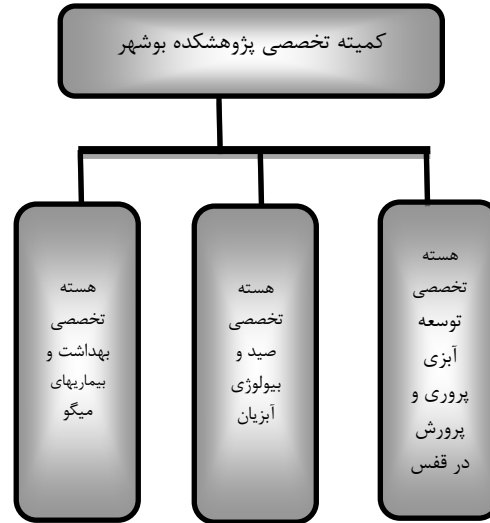 کمیته تخصصی پژوهشکده بوشهر
هسته
تخصصی
توسعه
آبزی
پروری و
پرورش
در قفس
هسته
تخصصی
صید و
بیولوژی
آبزیان
هسته
تخصصی
بهداشت و
بیماریهای
میگو